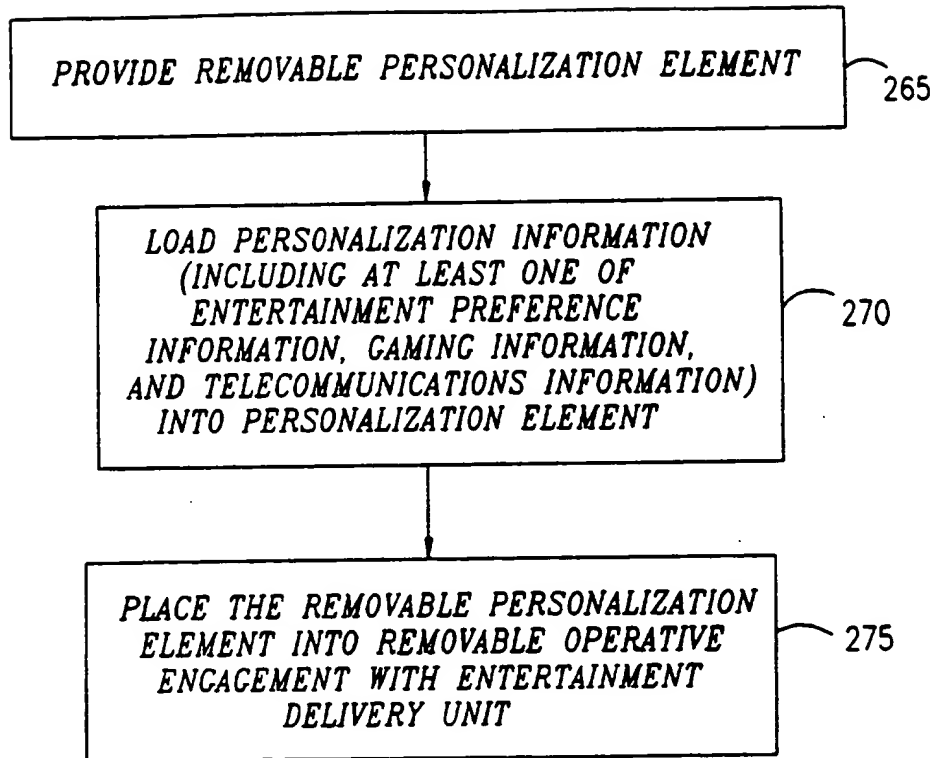 PROVIDE REMOVABLE PERSONALIZATION ELEMENT
265
LOAD PERSONALIZATION INFORMATION
(INCLUDING AT LEAST ONE OF
ENTERTAINMENT PREFERENCE
INFORMATION, GAMING INFORMATION,
AND TELECOMMUNICATIONS INFORMATION)
INTO PERSONALIZATION ELEMENT
270
PLACE THE REMOVABLE PERSONALIZATION
ELEMENT INTO REMOVABLE OPERATIVE
ENGAGEMENT WITH ENTERTAINMENT
DELIVERY UNIT
275